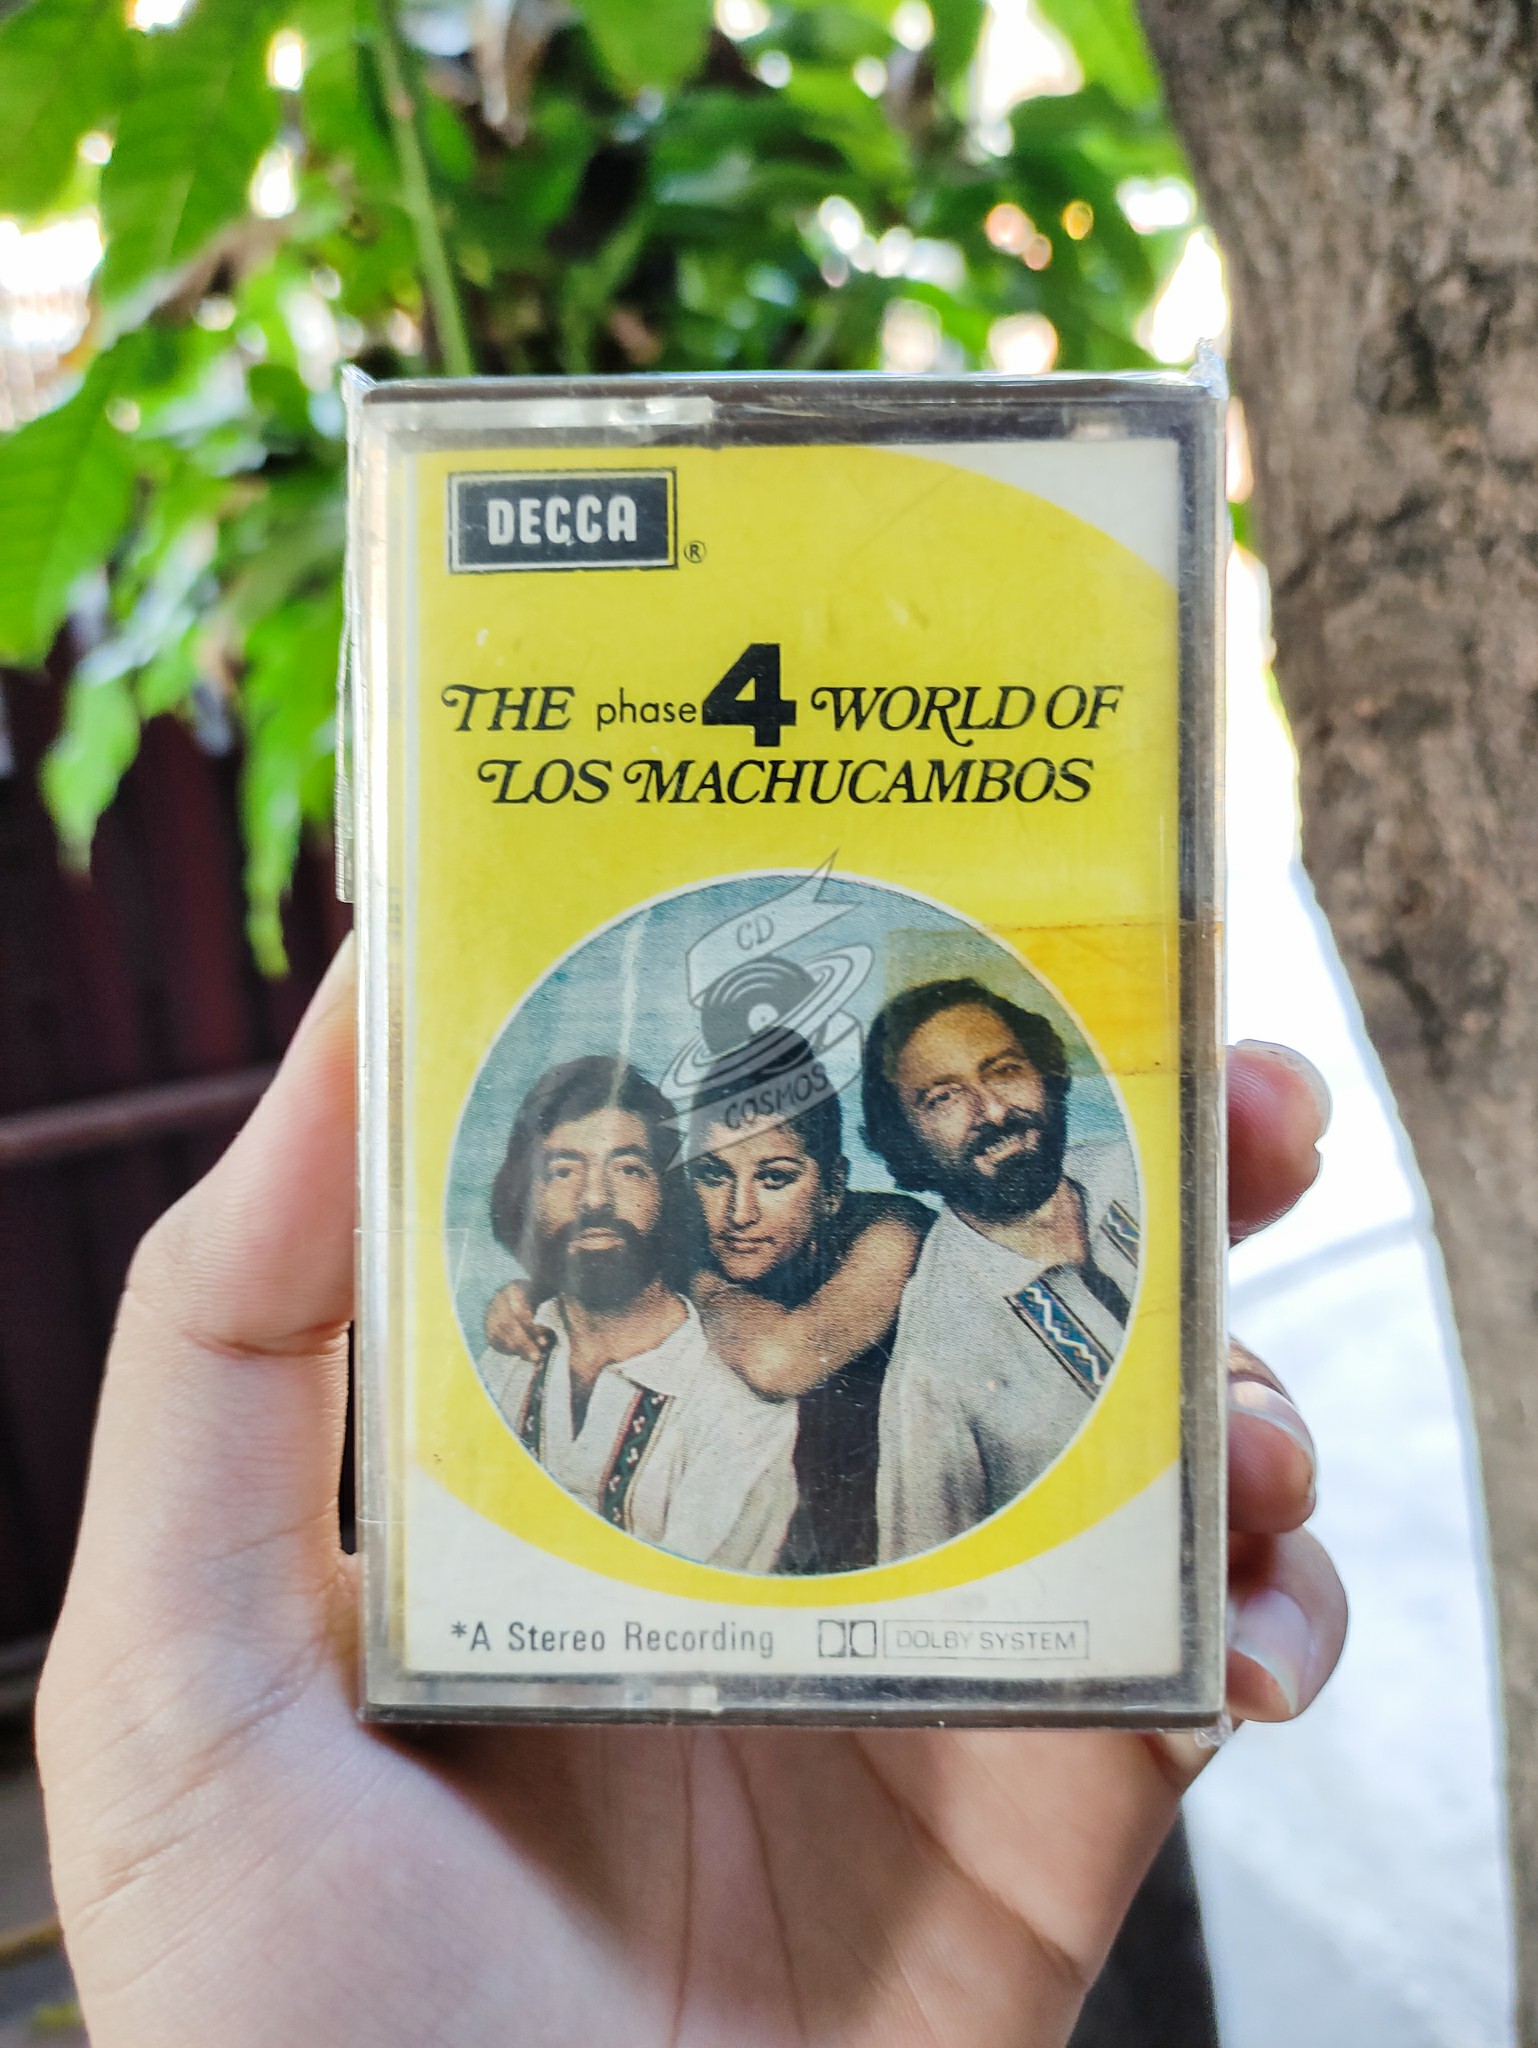 DECCA
®
THE phase 4 WORLD OF
LOS MACHUCAMBOS
CD
COSMOS
*A Stereo Recording DOLBY SYSTEM